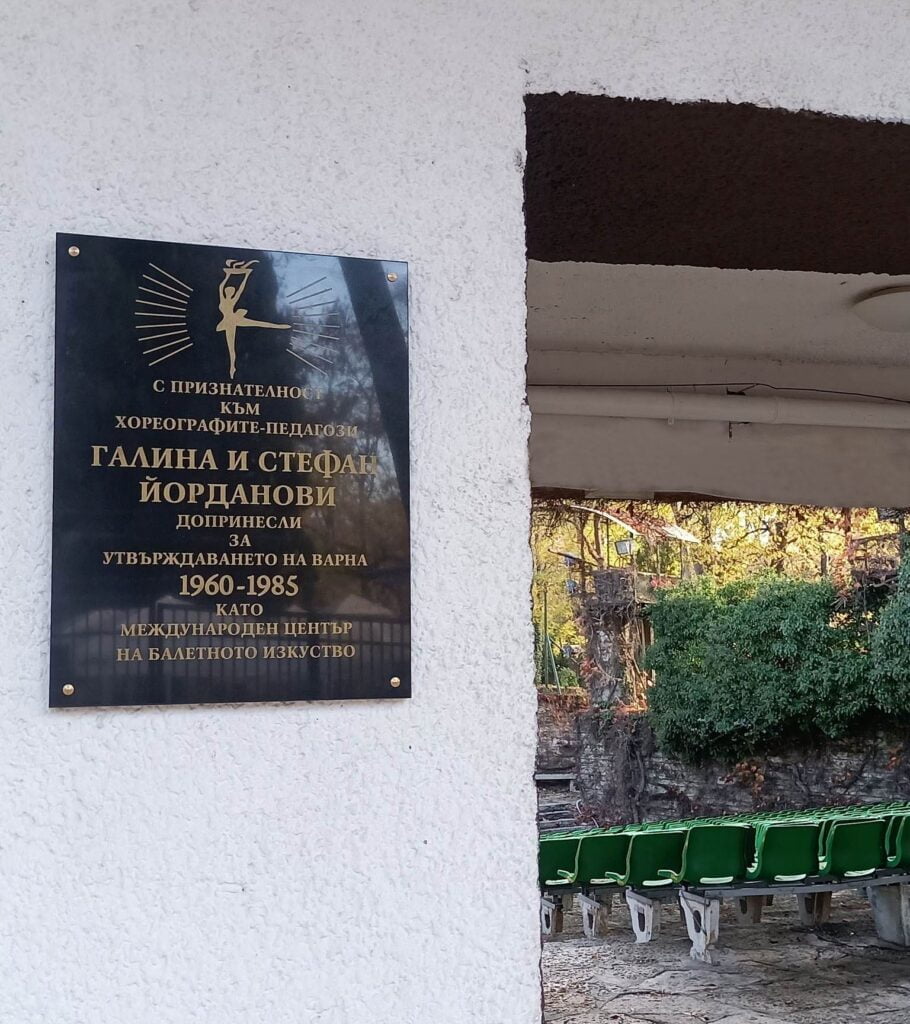 С ПРИЗНАТЕЛНОСТ
КЪМ
ХОРЕОГРАФИТЕ-ПЕДАГОЗИ
ГАЛИНА И СТЕФАН
ЙОРДАНОВИ
ДОПРИНЕСЛИ
ЗА
УТВЪРЖДАВАНЕТО НА ВАРНА
1960-1985
КАТО
МЕЖДУНАРОДЕН ЦЕНТЪР
НА БАЛЕТНОТО ИЗКУСТВО